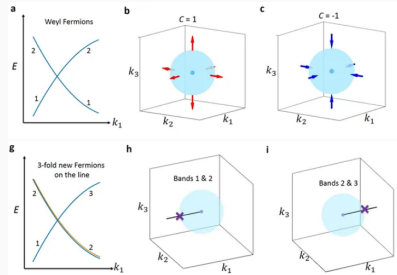 a
Weyl Fermions
E
2
2
1
1
k₁
b
C = 1
k₃
k₂
k₁
c
C = -1
k₃
k₂
k₁
g
3-fold new Fermions
on the line
E
2
3
1
2
k₁
h
Bands 1 & 2
k₃
k₂
k₁
i
Bands 2 & 3
k₃
k₂
k₁